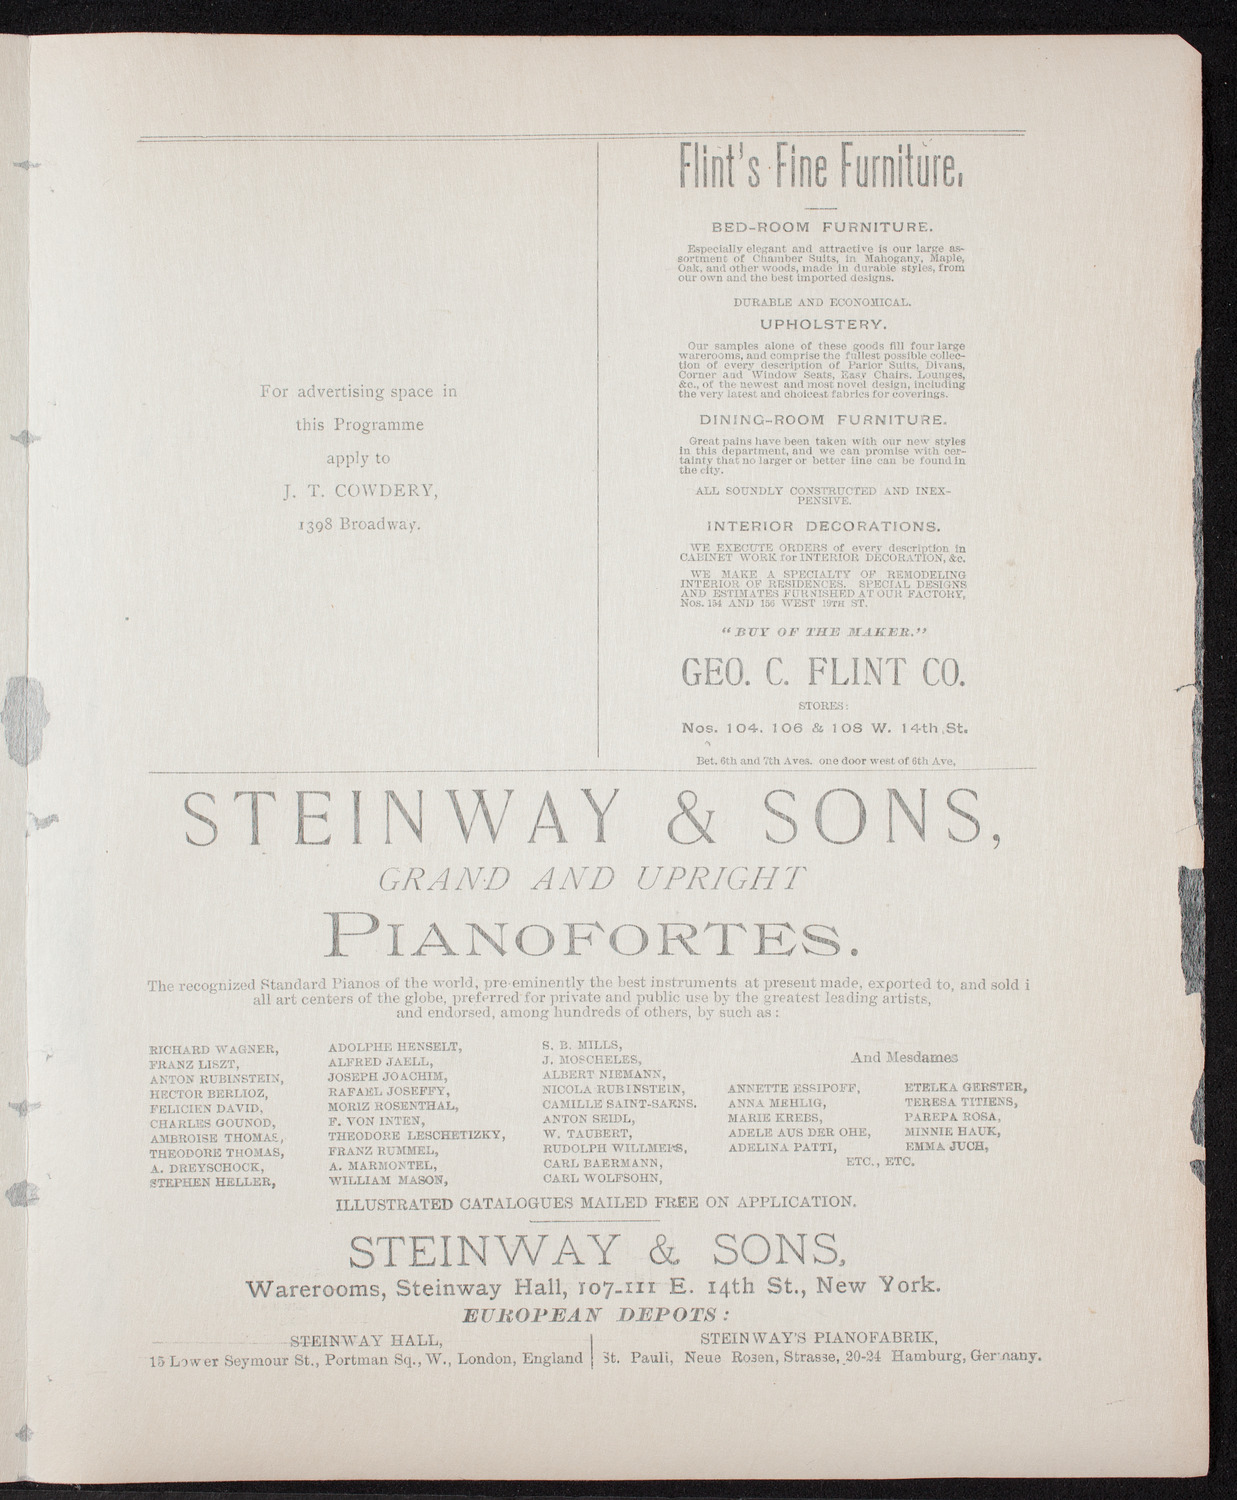 For advertising space in
this Programme
apply to
J. T. COWDERY,
1398 Broadway.
Flint's Fine Furniture.
BED-ROOM FURNITURE.
Especially elegant and attractive is our large as-
sortment of Chamber Suits, in Mahogany, Maple,
Oak, and other woods, made in durable styles, from
our own and the best imported designs.
DURABLE AND ECONOMICAL.
UPHOLSTERY.
Our samples alone of these goods fill four large
warerooms, and comprise the fullest possible collec-
tion of every description of Parlor Suits, Divans,
Corner and Window Seats, Easy Chairs, Lounges,
&c., of the newest and most novel design, including
the very latest and choicest fabrics for coverings.
DINING-ROOM FURNITURE.
Great pains have been taken with our new styles
in this department, and we can promise with cer-
tainty that no larger or better line can be found in
the city.
ALL SOUNDLY CONSTRUCTED AND INEX-
PENSIVE.
INTERIOR DECORATIONS.
WE EXECUTE ORDERS of every description in
CABINET WORK for INTERIOR DECORATION, &c.
WE MAKE A SPECIALTY OF REMODELING
INTERIOR OF RESIDENCES. SPECIAL DESIGNS
AND ESTIMATES FURNISHED AT OUR FACTORY,
Nos. 154 AND 156 WEST 19TH ST.
"BUY OF THE MAKER."
GEO. C. FLINT CO.
STORES:
Nos. 104. 106 & 108 W. 14th St.
Bet. 6th and 7th Aves. one door west of 6th Ave,
STEINWAY & SONS,
GRAND AND UPRIGHT
PIANOFORTES.
The recognized Standard Pianos of the world, pre-eminently the best instruments at present made, exported to, and sold i
all art centers of the globe, preferred for private and public use by the greatest leading artists,
and endorsed, among hundreds of others, by such as:
RICHARD WAGNER,
FRANZ LISZT,
ANTON RUBINSTEIN,
HECTOR BERLIOZ,
FELICIEN DAVID,
CHARLES GOUNOD,
AMBROISE THOMAS,
THEODORE THOMAS,
A. DREYSCHOCK,
STEPHEN HELLER,
ADOLPHE HENSELT,
ALFRED JAELL,
JOSEPH JOACHIM,
RAFAEL JOSEFFY,
MORIZ ROSENTHAL,
F. VON INTEN,
THEODORE LESCHETIZKY,
FRANZ RUMMEL,
A. MARMONTEL,
WILLIAM MASON,
S. B. MILLS,
J. MOSCHELES,
ALBERT NIEMANN,
NICOLA RUBINSTEIN,
CAMILLE SAINT-SAENS.
ANTON SEIDL,
W. TAUBERT,
RUDOLPH WILLMERS,
CARL BAERMANN,
CARL WOLFSOHN,
And Mesdames
ANNETTE ESSIPOFF,
ANNA MEHLIG,
MARIE KREBS,
ADELE AUS DER OHE,
ADELINA PATTI,
ETELKA GERSTER,
TERESA TITIENS,
PAREPA ROSA,
MINNIE HAUK,
EMMA JUCH,
ETC., ETC.
ILLUSTRATED CATALOGUES MAILED FREE ON APPLICATION.
STEINWAY & SONS,
Warerooms, Steinway Hall, 107-111 E. 14th St., New York.
EUROPEAN DEPOTS:
STEINWAY HALL,
15 Lower Seymour St., Portman Sq., W., London, England
STEINWAY'S PIANOFABRIK,
St. Pauli, Neue Rosen, Strasse, 20-24 Hamburg, Germany.